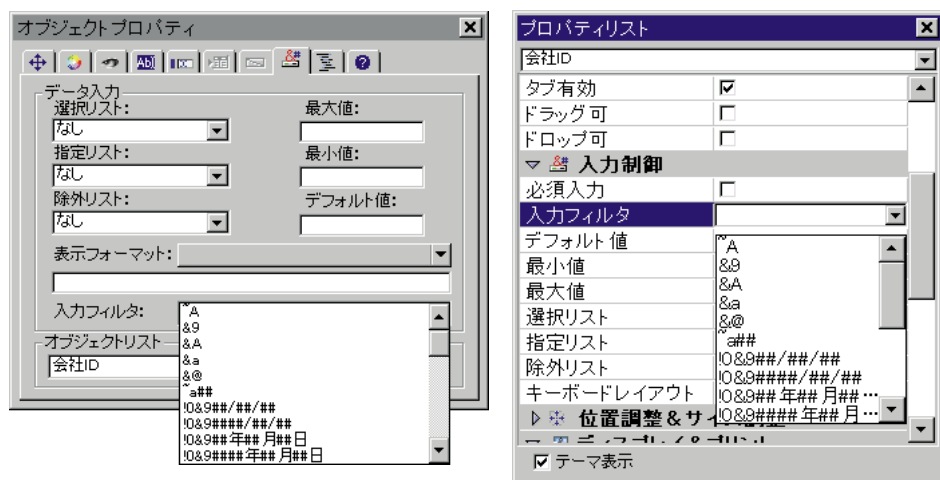 オブジェクトプロパティ
データ入力
選択リスト:
最大値:
なし
指定リスト:
最小値:
なし
除外リスト:
デフォルト値:
なし
表示フォーマット:
入力フィルタ:
~A
&9
&A
&a
&@
~a##
!0&9##/##/##
!0&9####/##/##
!0&9##年##月##日
!0&9####年##月##日
オブジェクトリスト
会社ID
プロパティリスト
会社ID
タブ有効
ドラッグ可
ドロップ可
入力制御
必須入力
入力フィルタ
デフォルト値
最小値
最大値
選択リスト
指定リスト
除外リスト
キーボードレイアウト
~A
&9
&A
&a
&@
~a##
!0&9##/##/##
!0&9####/##/##
!0&9##年##月##…
!0&9####年##月…
位置調整&サイ
テーマ表示